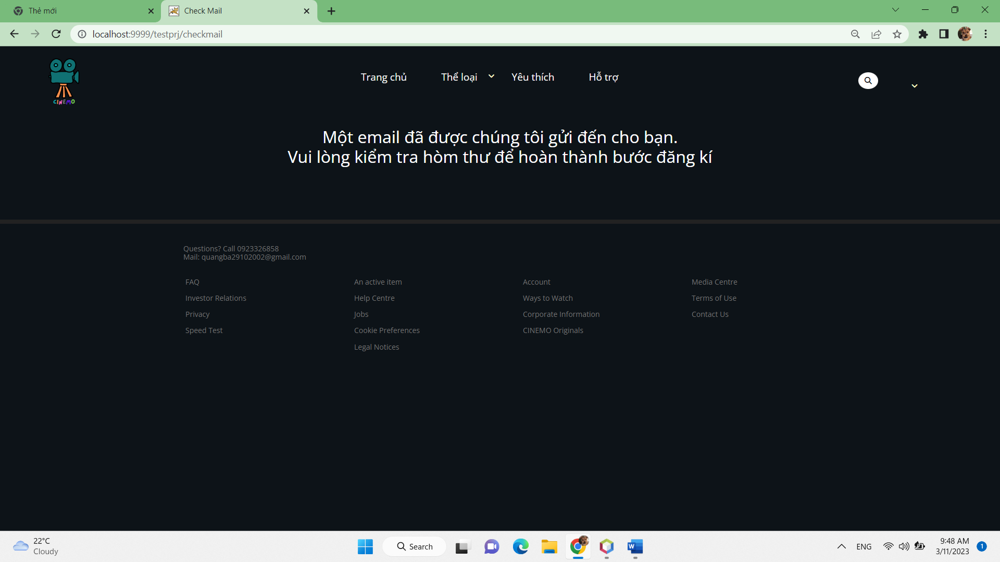 Thẻ mới
Check Mail
localhost:9999/testprj/checkmail
CINEMO
Trang chủ
Thể loại
Yêu thích
Hỗ trợ
Một email đã được chúng tôi gửi đến cho bạn.
Vui lòng kiểm tra hòm thư để hoàn thành bước đăng kí
Questions? Call 0923326858
Mail: quangba29102002@gmail.com
FAQ
Investor Relations
Privacy
Speed Test
An active item
Help Centre
Jobs
Cookie Preferences
Legal Notices
Account
Ways to Watch
Corporate Information
CINEMO Originals
Media Centre
Terms of Use
Contact Us
22°C
Cloudy
Search
W
ENG
9:48 AM
3/11/2023
1